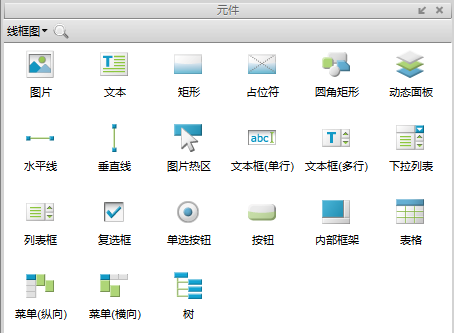 元件
线框图
图片 文本 矩形 占位符 圆角矩形 动态面板
水平线 垂直线 图片热区 文本框(单行) 文本框(多行) 下拉列表
列表框 复选框 单选按钮 按钮 内部框架 表格
菜单(纵向) 菜单(横向) 树